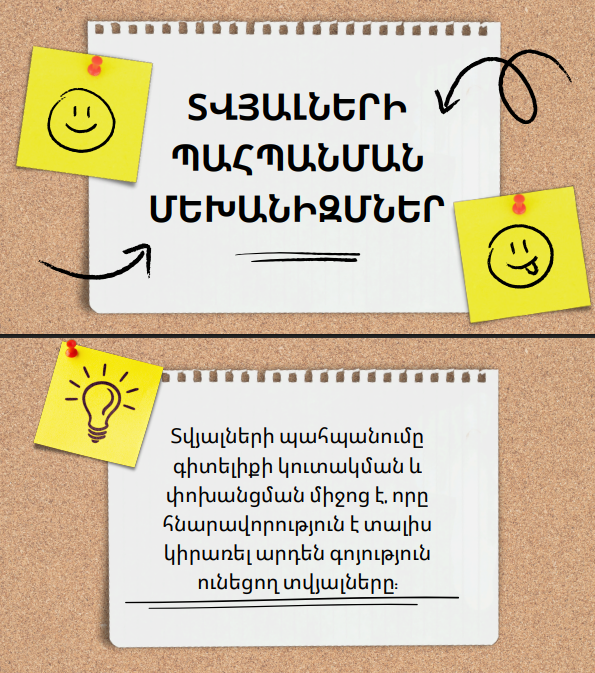 ՏՎՅԱԼՆԵՐԻ
ՊԱՀՊԱՆՄԱՆ
ՄԵԽԱՆԻԶՄՆԵՐ
Տվյալների պահպանումը
գիտելիքի կուտակման և
փոխանցման միջոց է, որը
հնարավորություն է տալիս
կիրառել արդեն գոյություն
ունեցող տվյալները: